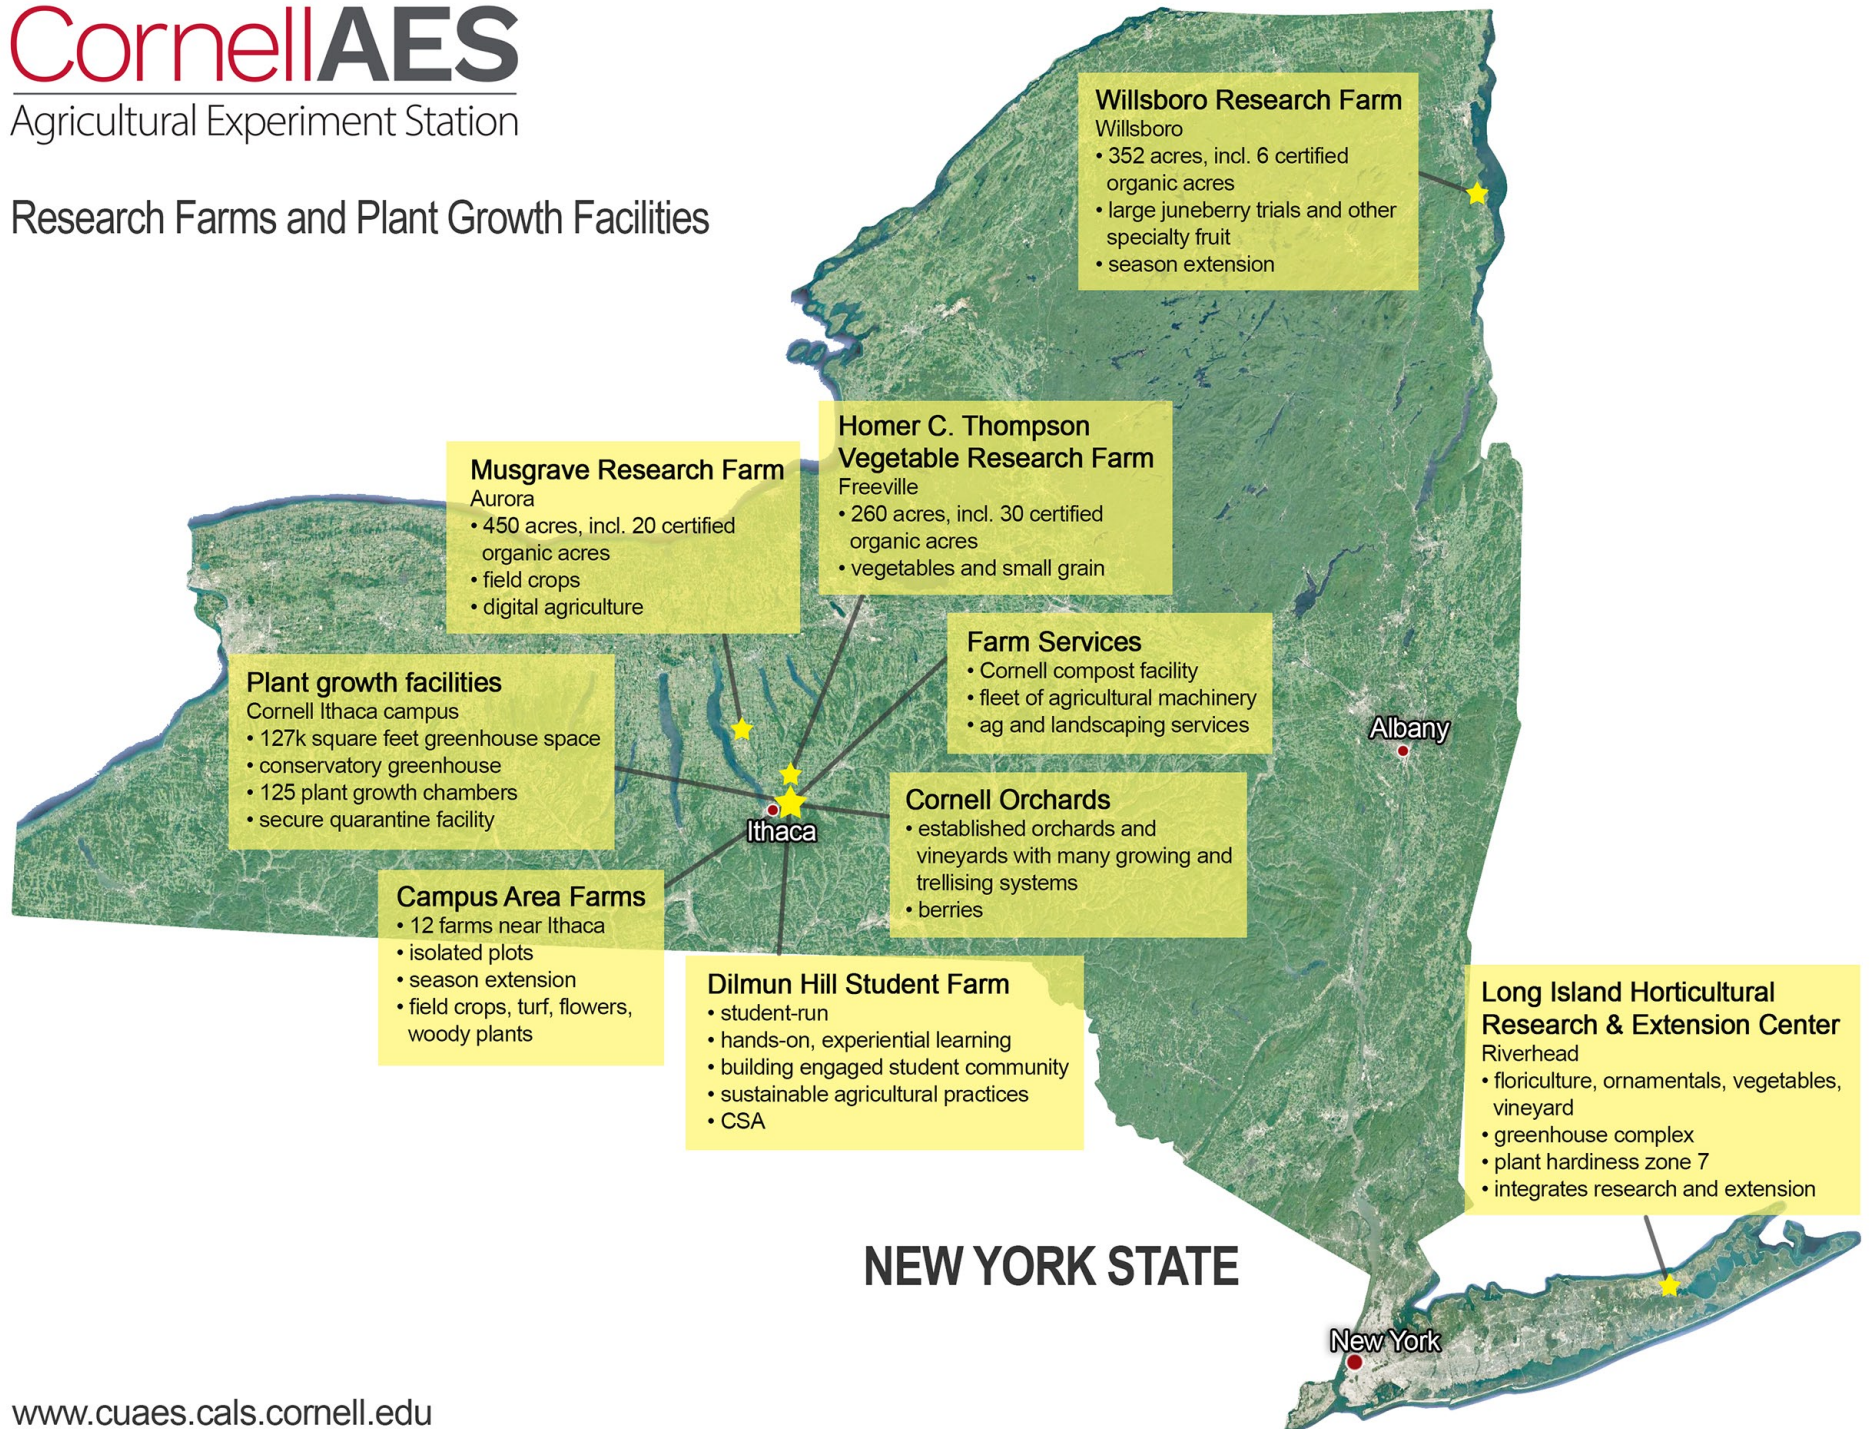 CornellAES
Agricultural Experiment Station
Research Farms and Plant Growth Facilities
Willsboro Research Farm
Willsboro
• 352 acres, incl. 6 certified
organic acres
• large juneberry trials and other
specialty fruit
• season extension
Homer C. Thompson
Vegetable Research Farm
Freeville
• 260 acres, incl. 30 certified
organic acres
• vegetables and small grain
Musgrave Research Farm
Aurora
• 450 acres, incl. 20 certified
organic acres
• field crops
• digital agriculture
Farm Services
• Cornell compost facility
• fleet of agricultural machinery
• ag and landscaping services
Plant growth facilities
Cornell Ithaca campus
• 127k square feet greenhouse space
• conservatory greenhouse
• 125 plant growth chambers
• secure quarantine facility
Albany
Ithaca
Cornell Orchards
• established orchards and
vineyards with many growing and
trellising systems
• berries
Campus Area Farms
• 12 farms near Ithaca
• isolated plots
• season extension
• field crops, turf, flowers,
woody plants
Dilmun Hill Student Farm
• student-run
• hands-on, experiential learning
• building engaged student community
• sustainable agricultural practices
• CSA
Long Island Horticultural
Research & Extension Center
Riverhead
• floriculture, ornamentals, vegetables,
vineyard
• greenhouse complex
• plant hardiness zone 7
• integrates research and extension
NEW YORK STATE
New York
www.cuaes.cals.cornell.edu